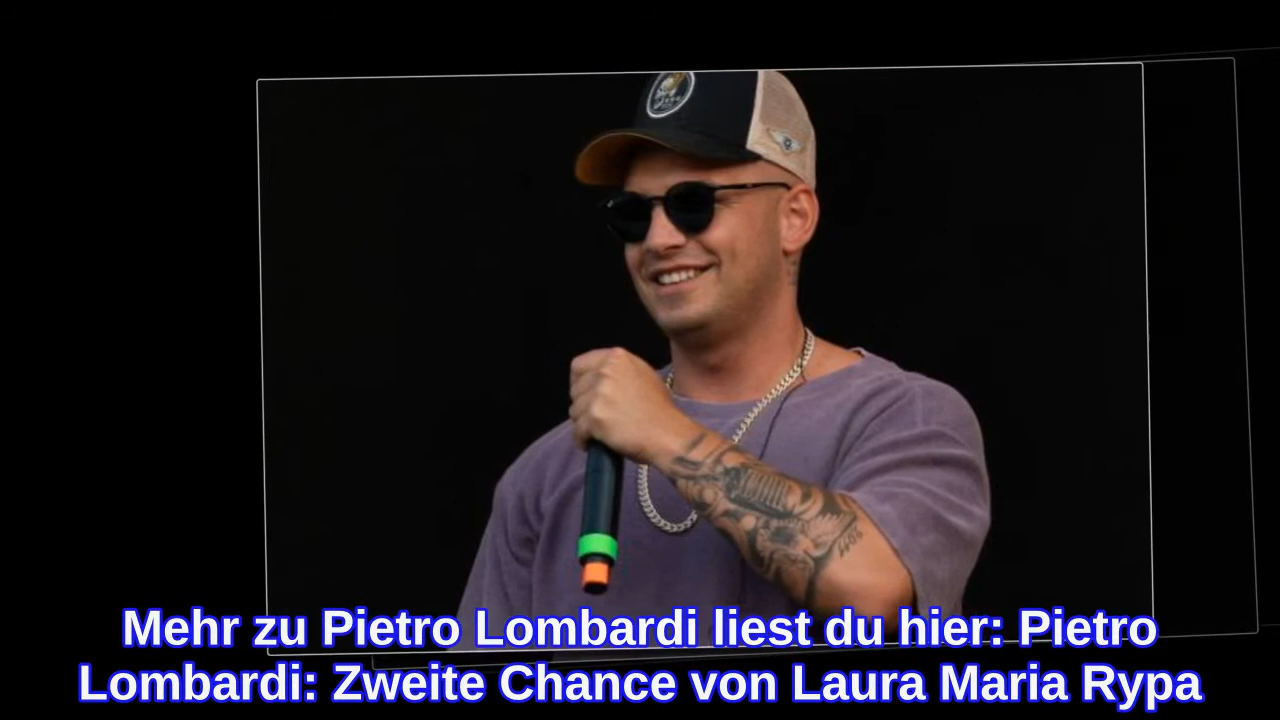 Mehr zu Pietro Lombardi liest du hier: Pietro
Lombardi: Zweite Chance von Laura Maria Rypa